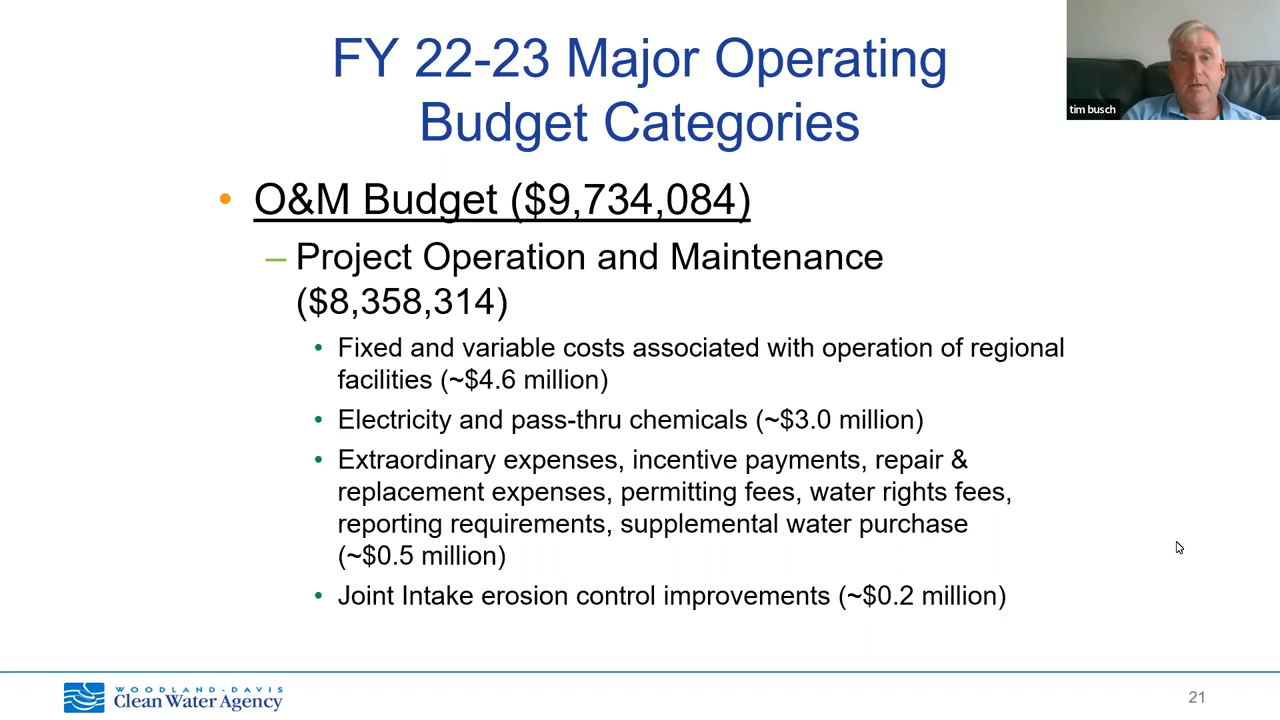 FY 22-23 Major Operating
Budget Categories
tim busch
• O&M Budget ($9,734,084)
– Project Operation and Maintenance
($8,358,314)
• Fixed and variable costs associated with operation of regional
facilities (~$4.6 million)
• Electricity and pass-thru chemicals (~$3.0 million)
• Extraordinary expenses, incentive payments, repair &
replacement expenses, permitting fees, water rights fees,
reporting requirements, supplemental water purchase
(~$0.5 million)
• Joint Intake erosion control improvements (~$0.2 million)
WOODLAND-DAVIS
Clean Water Agency
21